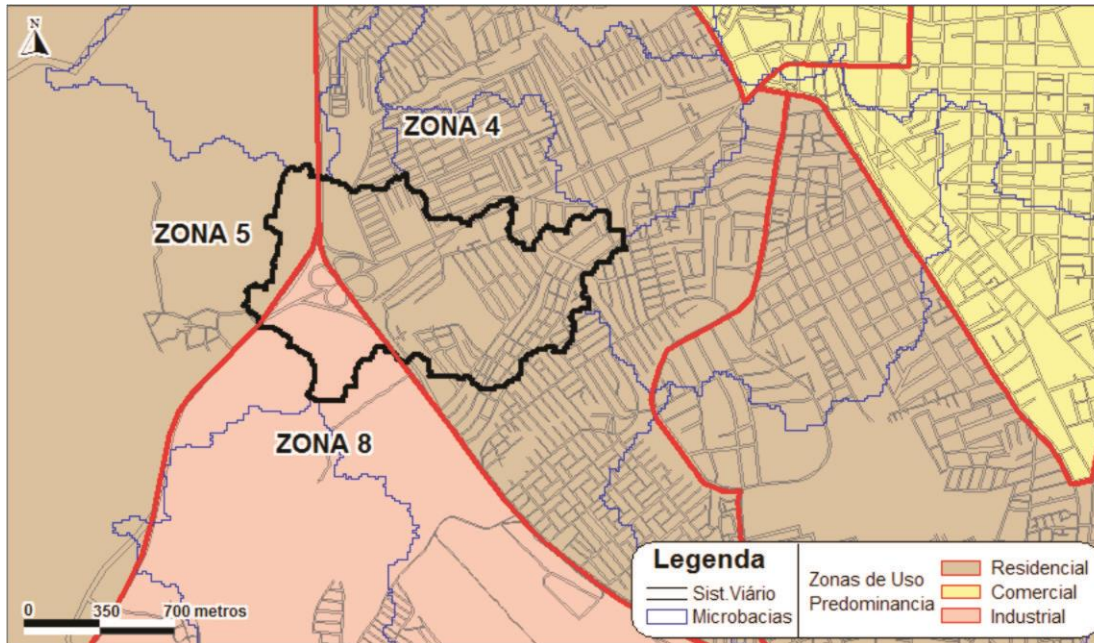 N
ZONA 4
ZONA 5
ZONA 8
0 350 700 metros
Legenda
Sist.Viário
Microbacias
Zonas de Uso
Predominancia
Residencial
Comercial
Industrial